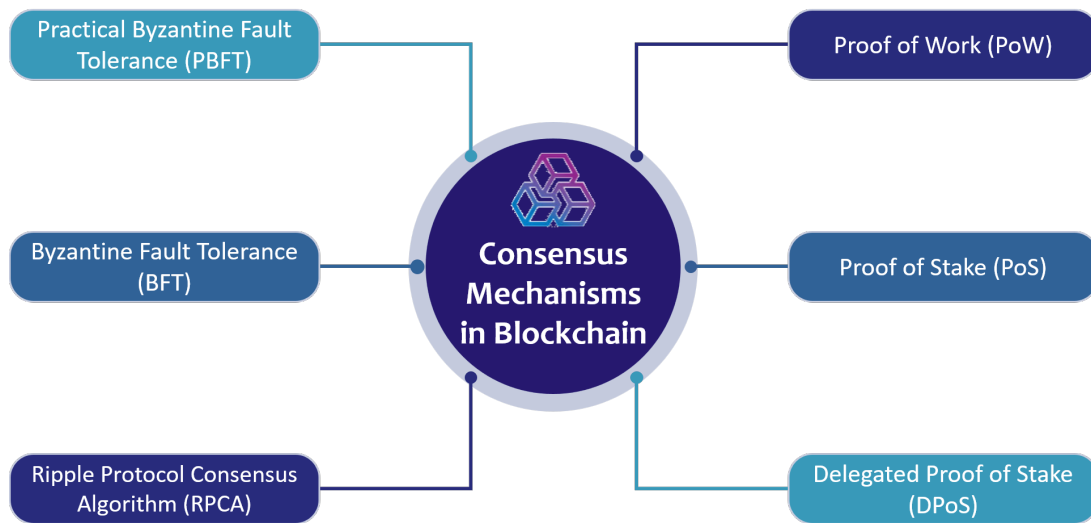 Practical Byzantine Fault
Tolerance (PBFT)
Proof of Work (PoW)
Consensus
Mechanisms
in Blockchain
Byzantine Fault Tolerance
(BFT)
Proof of Stake (PoS)
Ripple Protocol Consensus
Algorithm (RPCA)
Delegated Proof of Stake
(DPoS)